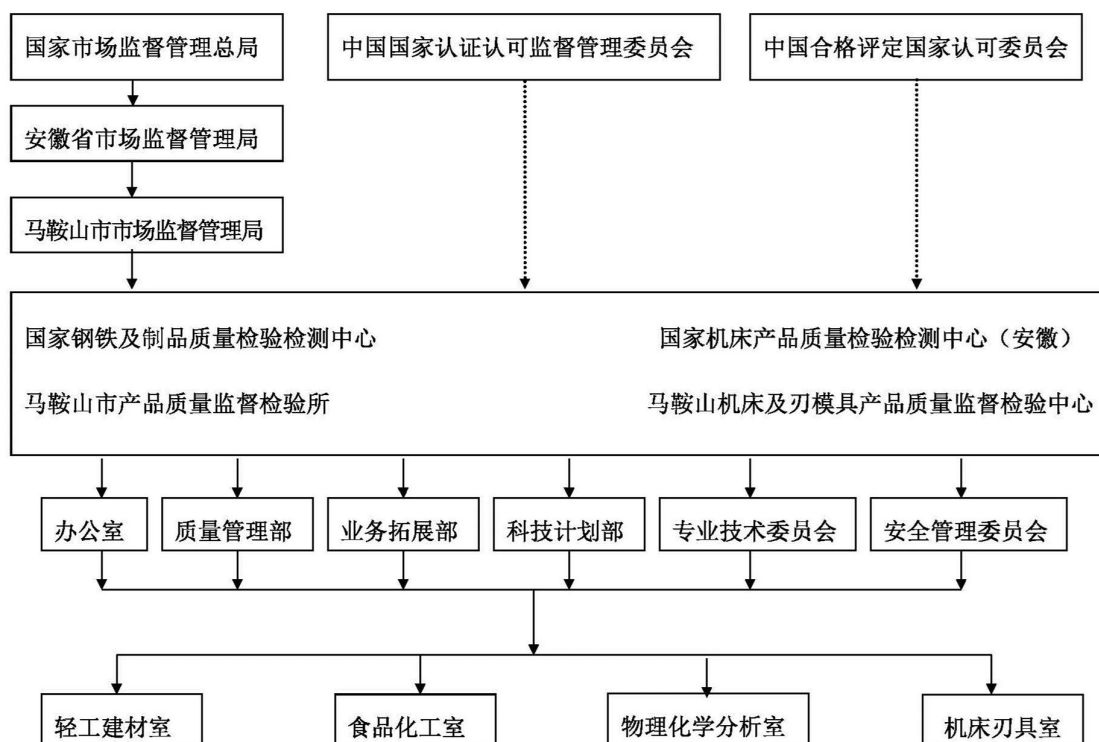 国家市场监督管理总局
中国国家认证认可监督管理委员会
中国合格评定国家认可委员会
安徽省市场监督管理局
马鞍山市市场监督管理局
国家钢铁及制品质量检验检测中心
国家机床产品质量检验检测中心（安徽）
马鞍山市产品质量监督检验所
马鞍山机床及刃模具产品质量监督检验中心
办公室
质量管理部
业务拓展部
科技计划部
专业技术委员会
安全管理委员会
轻工建材室
食品化工室
物理化学分析室
机床刃具室